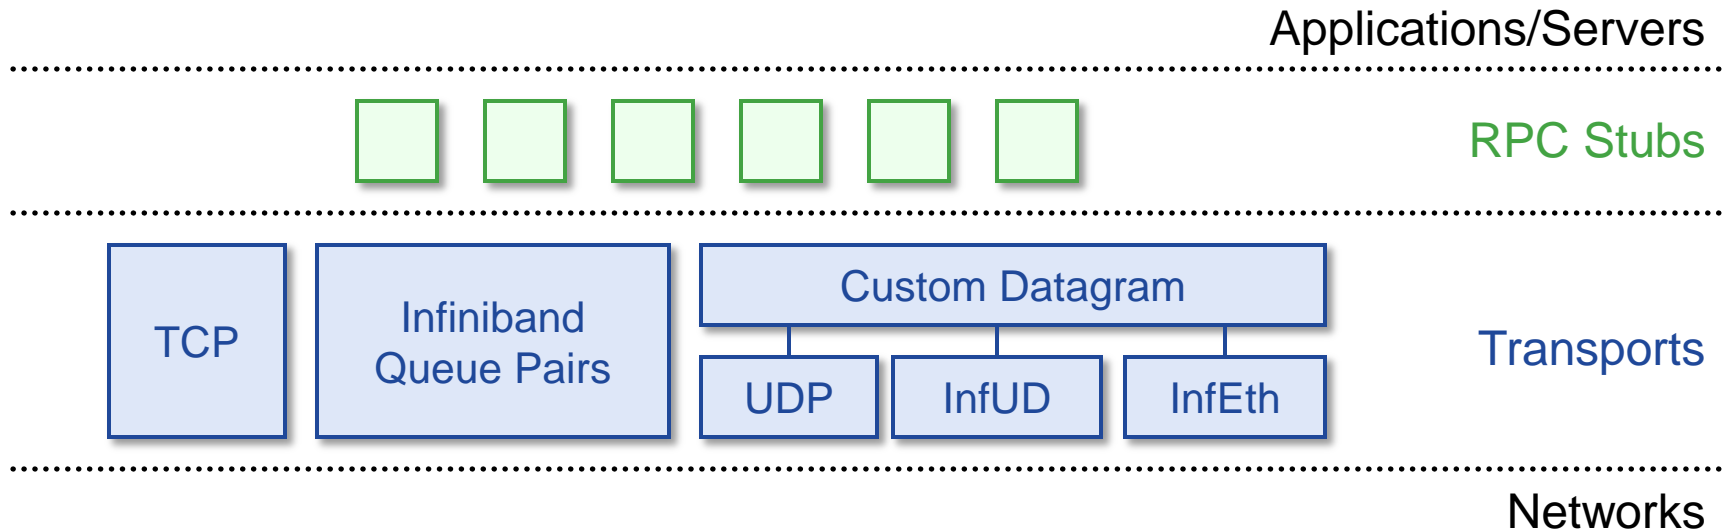 Applications/Servers
RPC Stubs
TCP
Infiniband
Queue Pairs
Custom Datagram
UDP
InfUD
InfEth
Transports
Networks